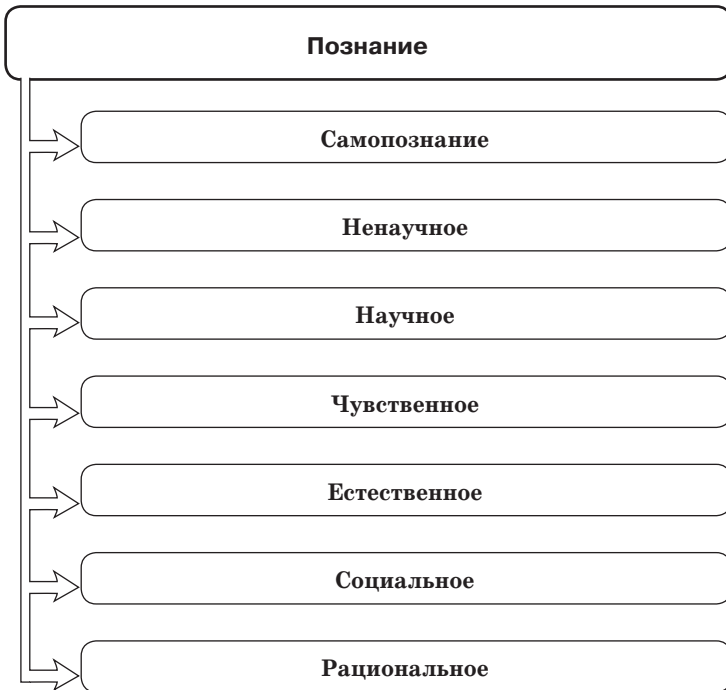 Познание
Самопознание
Ненаучное
Научное
Чувственное
Естественное
Социальное
Рациональное